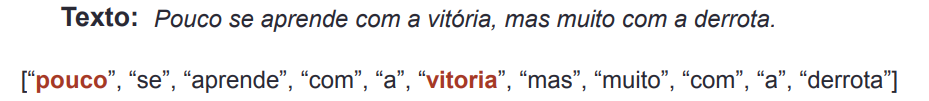 Texto: Pouco se aprende com a vitória, mas muito com a derrota.
[“pouco”, “se”, “aprende”, “com”, “a”, “vitoria”, “mas”, “muito”, “com”, “a”, “derrota”]